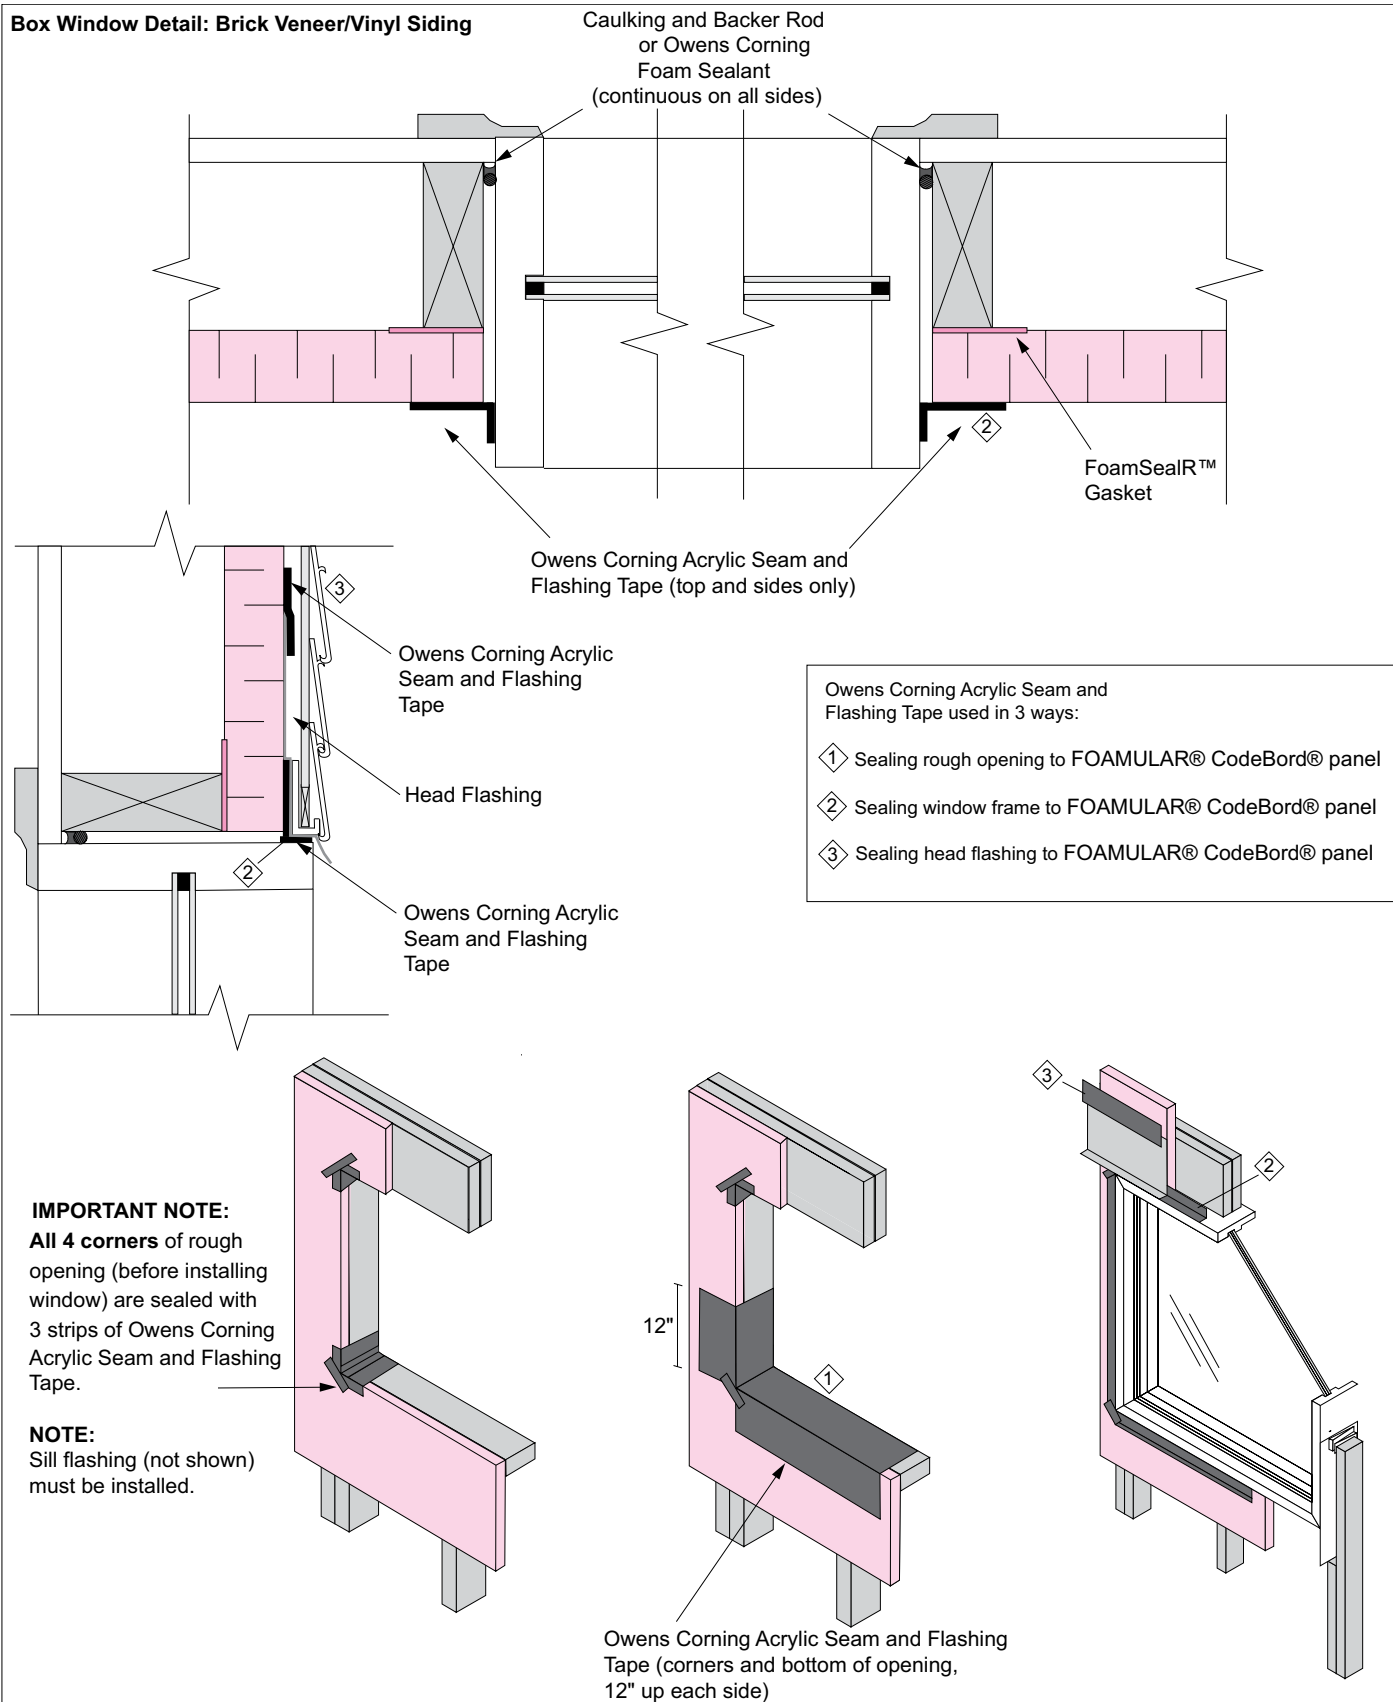 Box Window Detail: Brick Veneer/Vinyl Siding
Caulking and Backer Rod
or Owens Corning
Foam Sealant
(continuous on all sides)
2
FoamSealR™
Gasket
Owens Corning Acrylic Seam and
Flashing Tape (top and sides only)
3
Owens Corning Acrylic
Seam and Flashing
Tape
Head Flashing
2
Owens Corning Acrylic
Seam and Flashing
Tape
Owens Corning Acrylic Seam and
Flashing Tape used in 3 ways:
1 Sealing rough opening to FOAMULAR® CodeBord® panel
2 Sealing window frame to FOAMULAR® CodeBord® panel
3 Sealing head flashing to FOAMULAR® CodeBord® panel
IMPORTANT NOTE:
All 4 corners of rough
opening (before installing
window) are sealed with
3 strips of Owens Corning
Acrylic Seam and Flashing
Tape.
NOTE:
Sill flashing (not shown)
must be installed.
12"
1
Owens Corning Acrylic Seam and Flashing
Tape (corners and bottom of opening,
12" up each side)
3
2